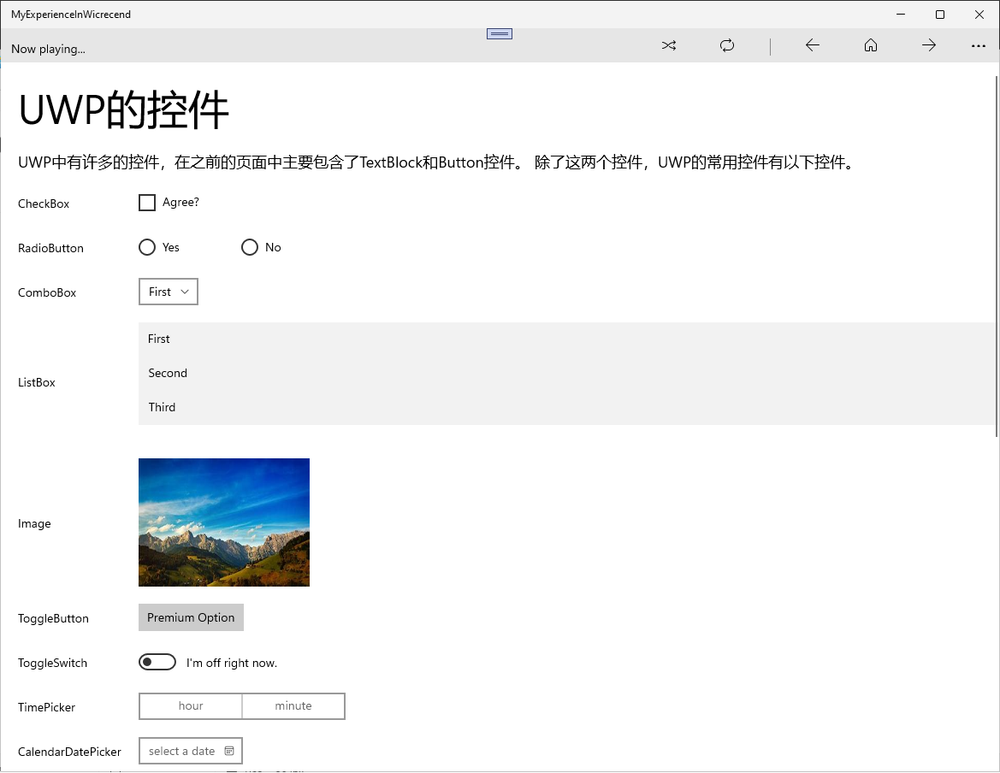 MyExperienceInWicrecend
Now playing...
UWP的控件
UWP中有许多的控件，在之前的页面中主要包含了TextBlock和Button控件。 除了这两个控件，UWP的常用控件有以下控件。
CheckBox
Agree?
RadioButton
Yes
No
ComboBox
First
ListBox
First
Second
Third
Image
ToggleButton
Premium Option
ToggleSwitch
I'm off right now.
TimePicker
hour
minute
CalendarDatePicker
select a date